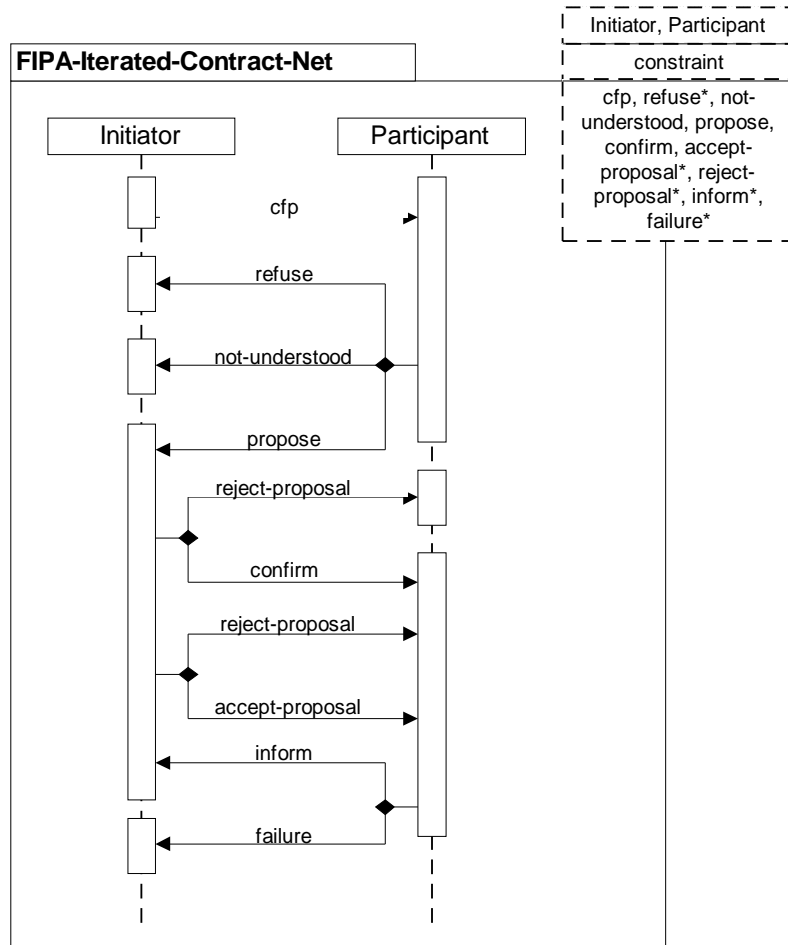 Initiator, Participant
FIPA-Iterated-Contract-Net
constraint
cfp, refuse*, not-
understood, propose,
confirm, accept-
proposal*, reject-
proposal*, inform*,
failure*
Initiator
Participant
cfp
refuse
not-understood
propose
reject-proposal
confirm
reject-proposal
accept-proposal
inform
failure